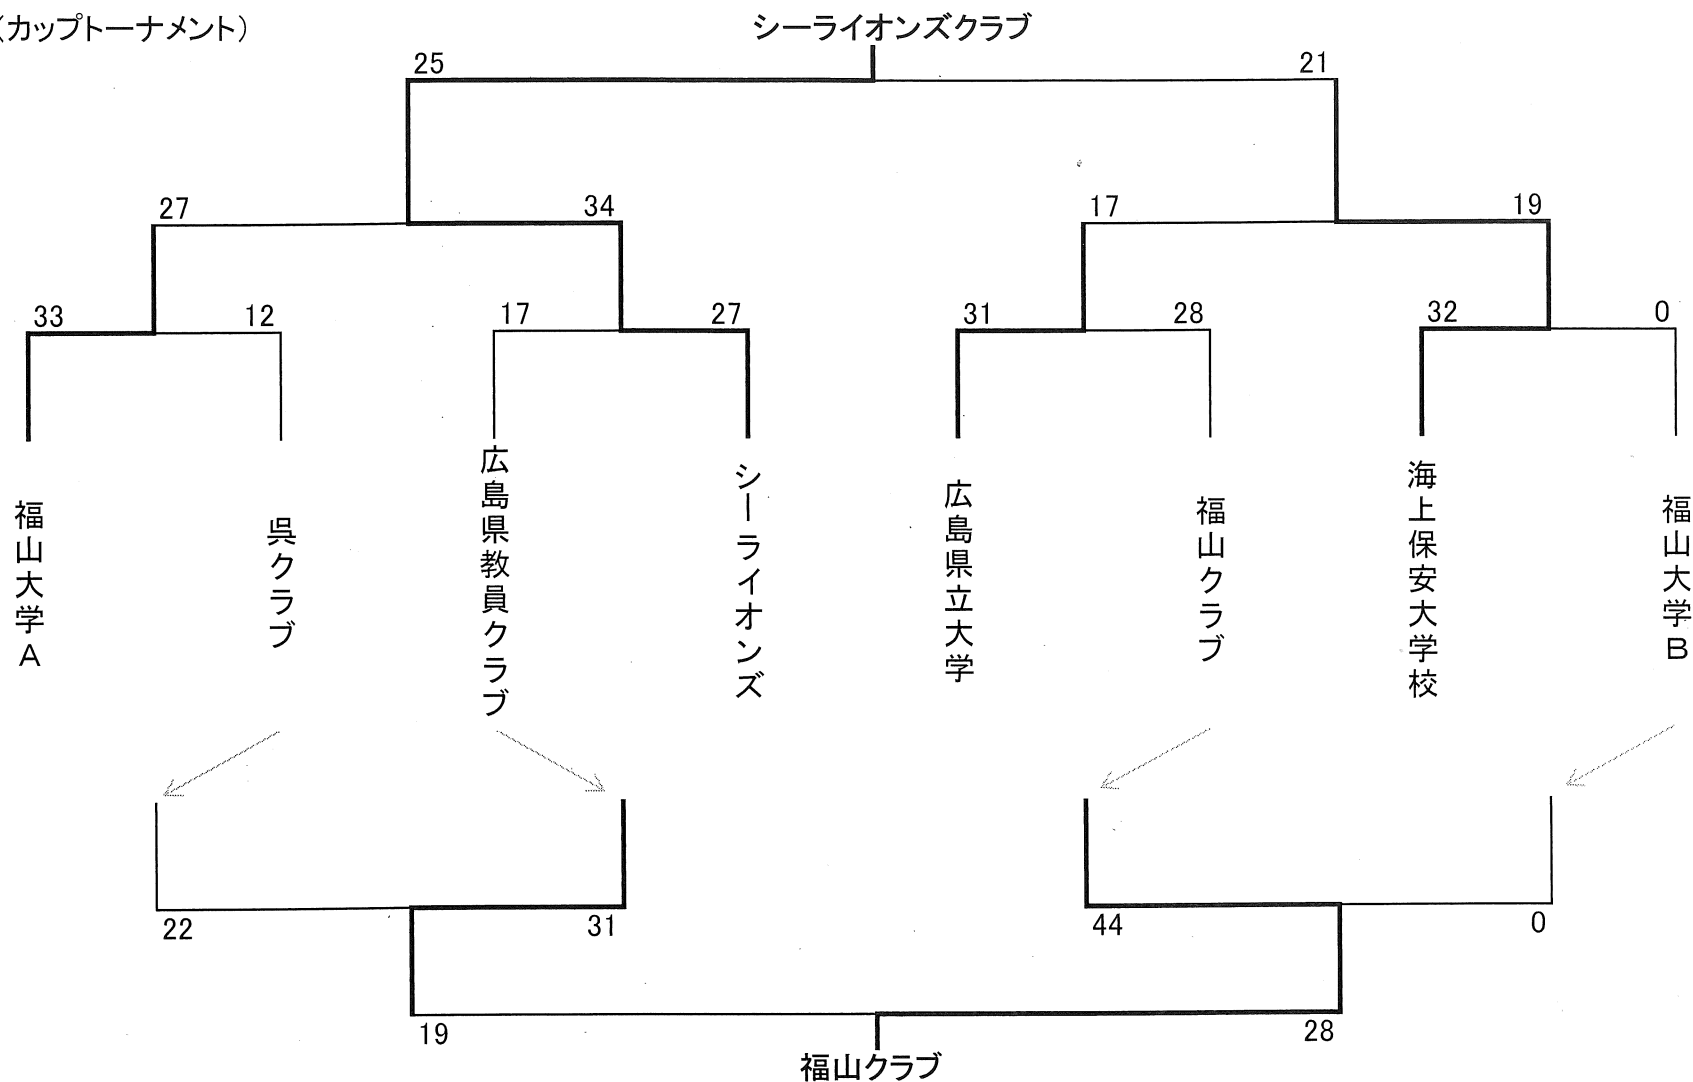 (カップトーナメント)
シーライオンズクラブ
25
21
27
34
17
19
33
12
17
27
31
28
32
0
福山大学A
呉クラブ
広島県教員クラブ
シーライオンズ
広島県立大学
福山クラブ
海上保安大学校
福山大学B
22
31
44
0
19
28
福山クラブ